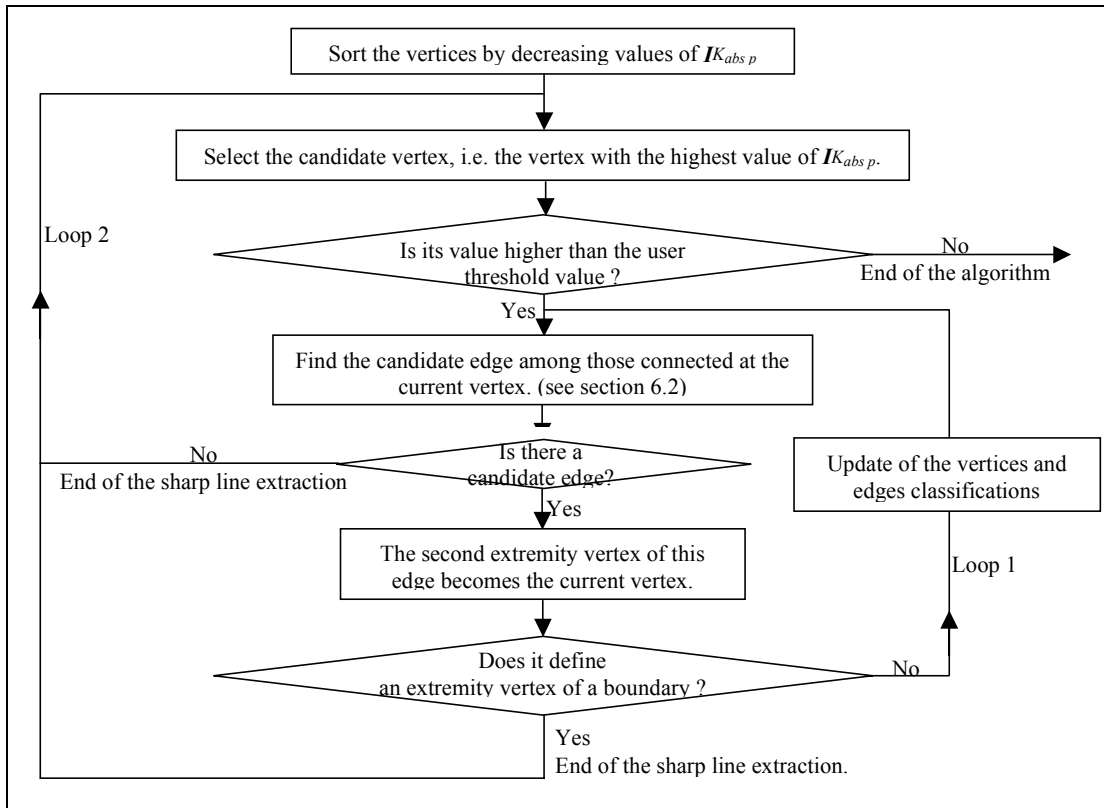 Sort the vertices by decreasing values of IKabs p
Select the candidate vertex, i.e. the vertex with the highest value of IKabs p.
Loop 2
Is its value higher than the user
threshold value ?
No
End of the algorithm
Yes
Find the candidate edge among those connected at the
current vertex. (see section 6.2)
Is there a
candidate edge?
No
End of the sharp line extraction
Update of the vertices and
edges classifications
Yes
The second extremity vertex of this
edge becomes the current vertex.
Loop 1
Does it define
an extremity vertex of a boundary ?
No
Yes
End of the sharp line extraction.